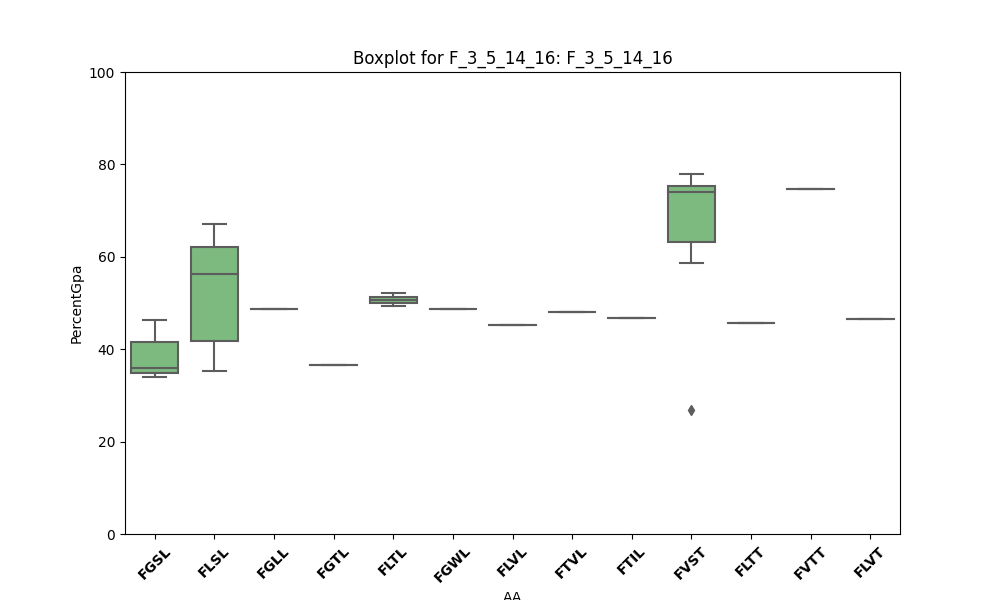 Boxplot for F_3_5_14_16: F_3_5_14_16
100
80
60
40
20
0
PercentGpa
FGSL
FLSL
FGLL
FGTL
FLTL
FGWL
FLVL
FTVL
FTIL
FVST
FLTT
FVTT
FLVT
AA